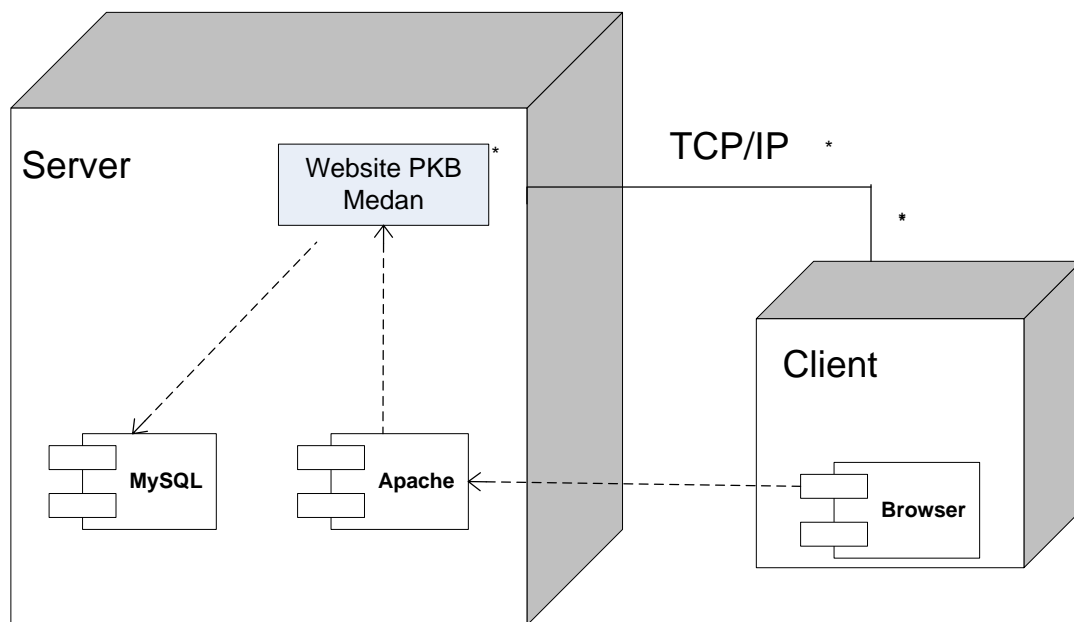 Server
Website PKB
Medan
*
TCP/IP *
*
Client
MySQL
Apache
Browser